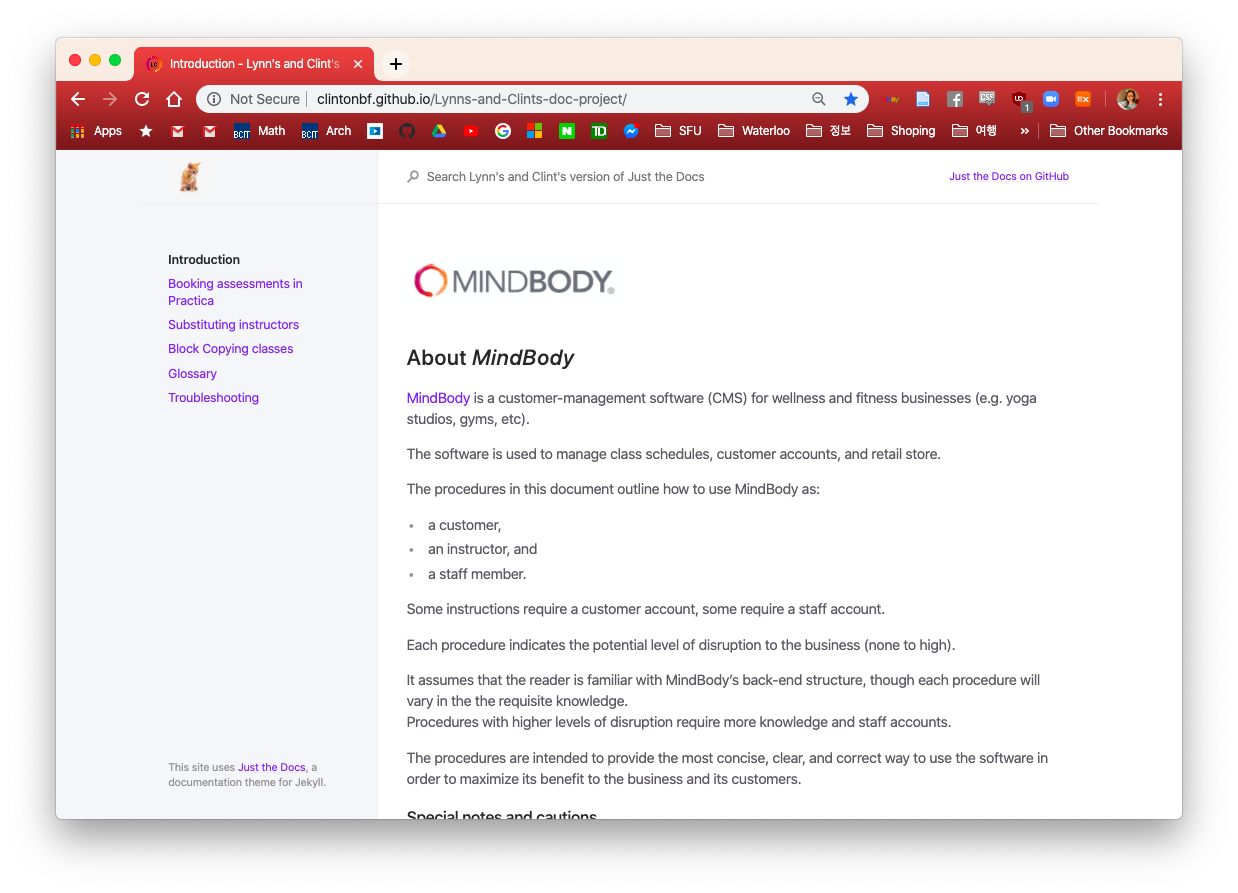 Introduction - Lynn's and Clint's
Not Secure
clintonbf.github.io/Lynns-and-Clints-doc-project/
Apps
BCIT Math
BCIT Arch
N
TD
SFU
Waterloo
정보
Shoping
여행
»
Other Bookmarks
Search Lynn's and Clint's version of Just the Docs
Just the Docs on GitHub
Introduction
Booking assessments in
Practica
Substituting instructors
Block Copying classes
Glossary
Troubleshooting
This site uses Just the Docs, a
documentation theme for Jekyll.
MINDBODY®
About MindBody
MindBody is a customer-management software (CMS) for wellness and fitness businesses (e.g. yoga
studios, gyms, etc).
The software is used to manage class schedules, customer accounts, and retail store.
The procedures in this document outline how to use MindBody as:
• a customer,
• an instructor, and
• a staff member.
Some instructions require a customer account, some require a staff account.
Each procedure indicates the potential level of disruption to the business (none to high).
It assumes that the reader is familiar with MindBody’s back-end structure, though each procedure will
vary in the the requisite knowledge.
Procedures with higher levels of disruption require more knowledge and staff accounts.
The procedures are intended to provide the most concise, clear, and correct way to use the software in
order to maximize its benefit to the business and its customers.
Special notes and cautions